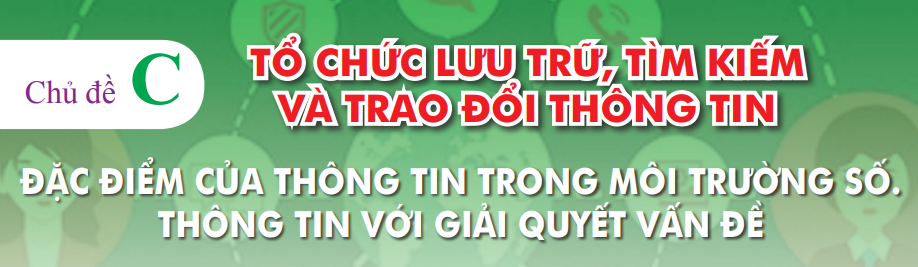 Chủ đề C
TỔ CHỨC LƯU TRỮ, TÌM KIẾM
VÀ TRAO ĐỔI THÔNG TIN
ĐẶC ĐIỂM CỦA THÔNG TIN TRONG MÔI TRƯỜNG SỐ.
THÔNG TIN VỚI GIẢI QUYẾT VẤN ĐỀ